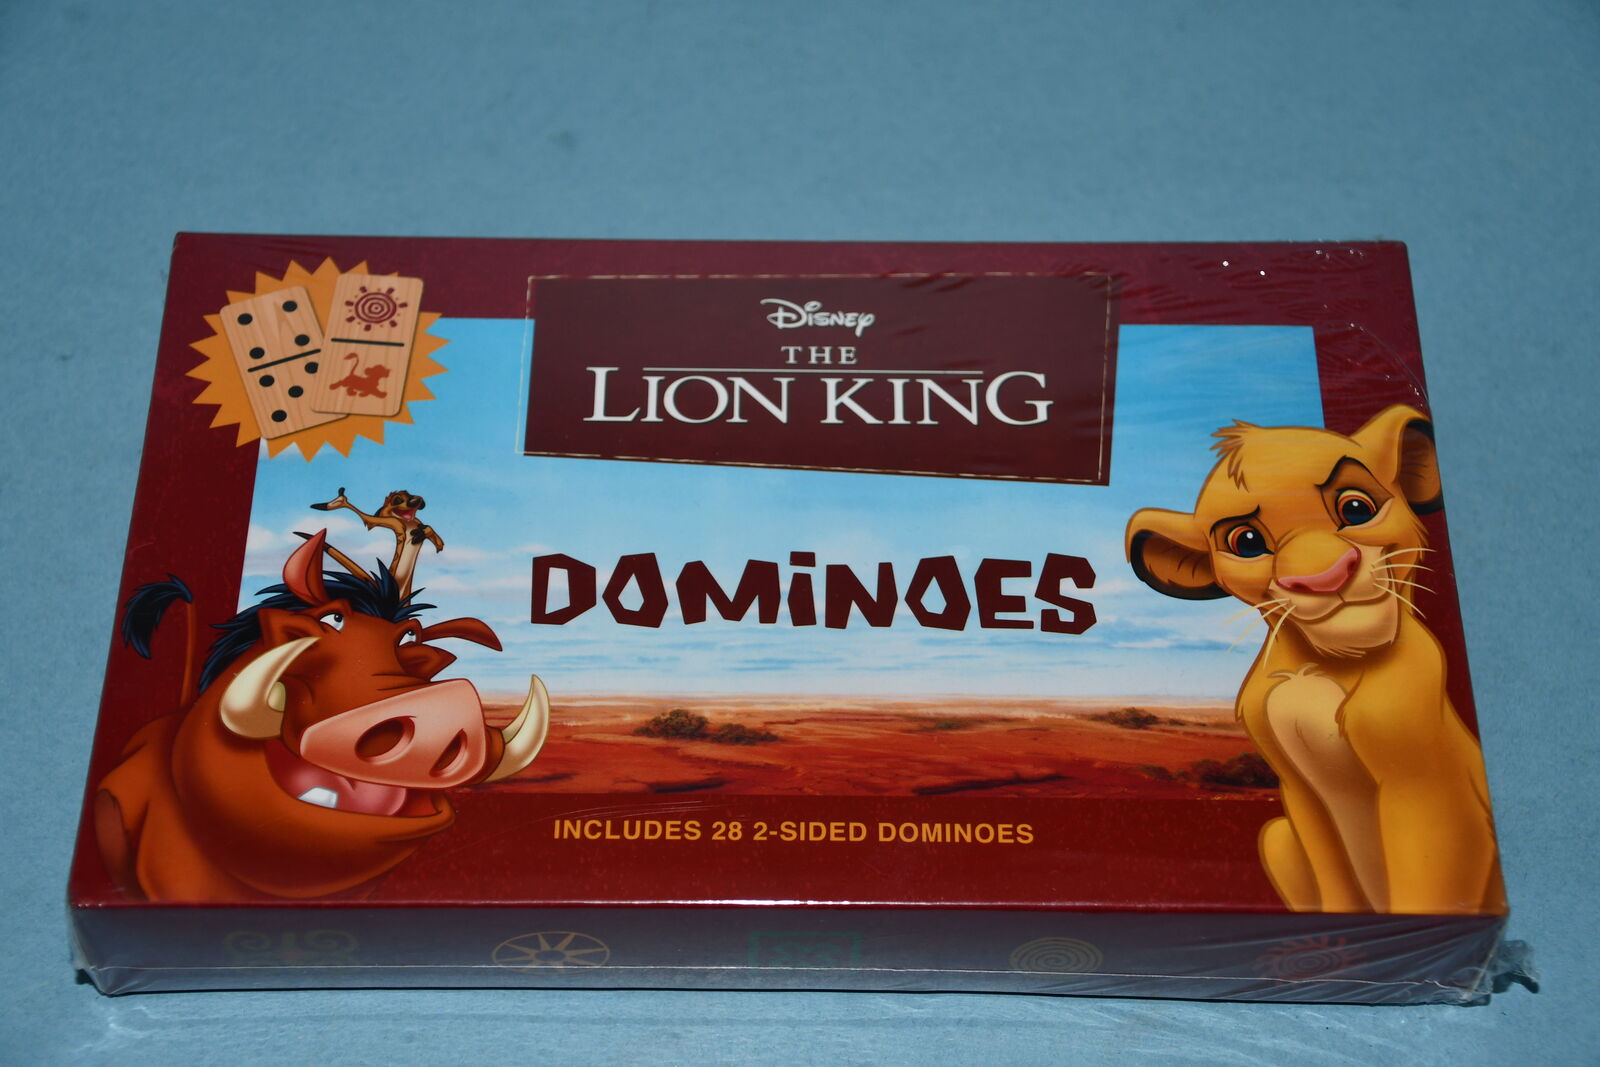 Disney
THE
LION KING
DOMiNOES
INCLUDES 28 2-SIDED DOMINOES